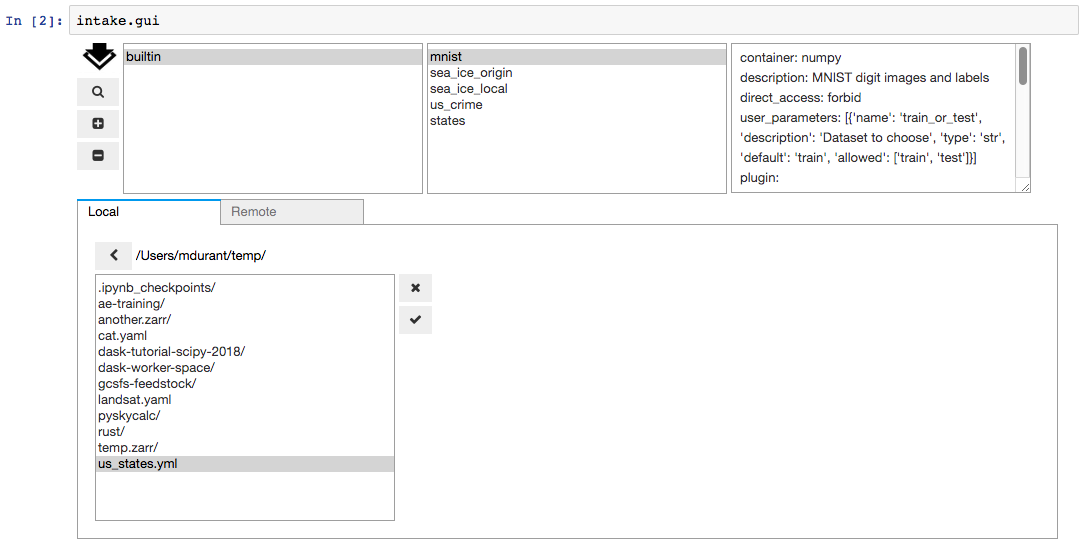 In [2]: intake.gui
builtin
mnist
sea_ice_origin
sea_ice_local
us_crime
states
container: numpy
description: MNIST digit images and labels
direct_access: forbid
user_parameters: [{'name': 'train_or_test',
'description': 'Dataset to choose', 'type': 'str',
'default': 'train', 'allowed': ['train', 'test']}]
plugin:
Local
Remote
/Users/mdurant/temp/
.ipynb_checkpoints/
ae-training/
another.zarr/
cat.yaml
dask-tutorial-scipy-2018/
dask-worker-space/
gcsfs-feedstock/
landsat.yaml
pyskycalc/
rust/
temp.zarr/
us_states.yml